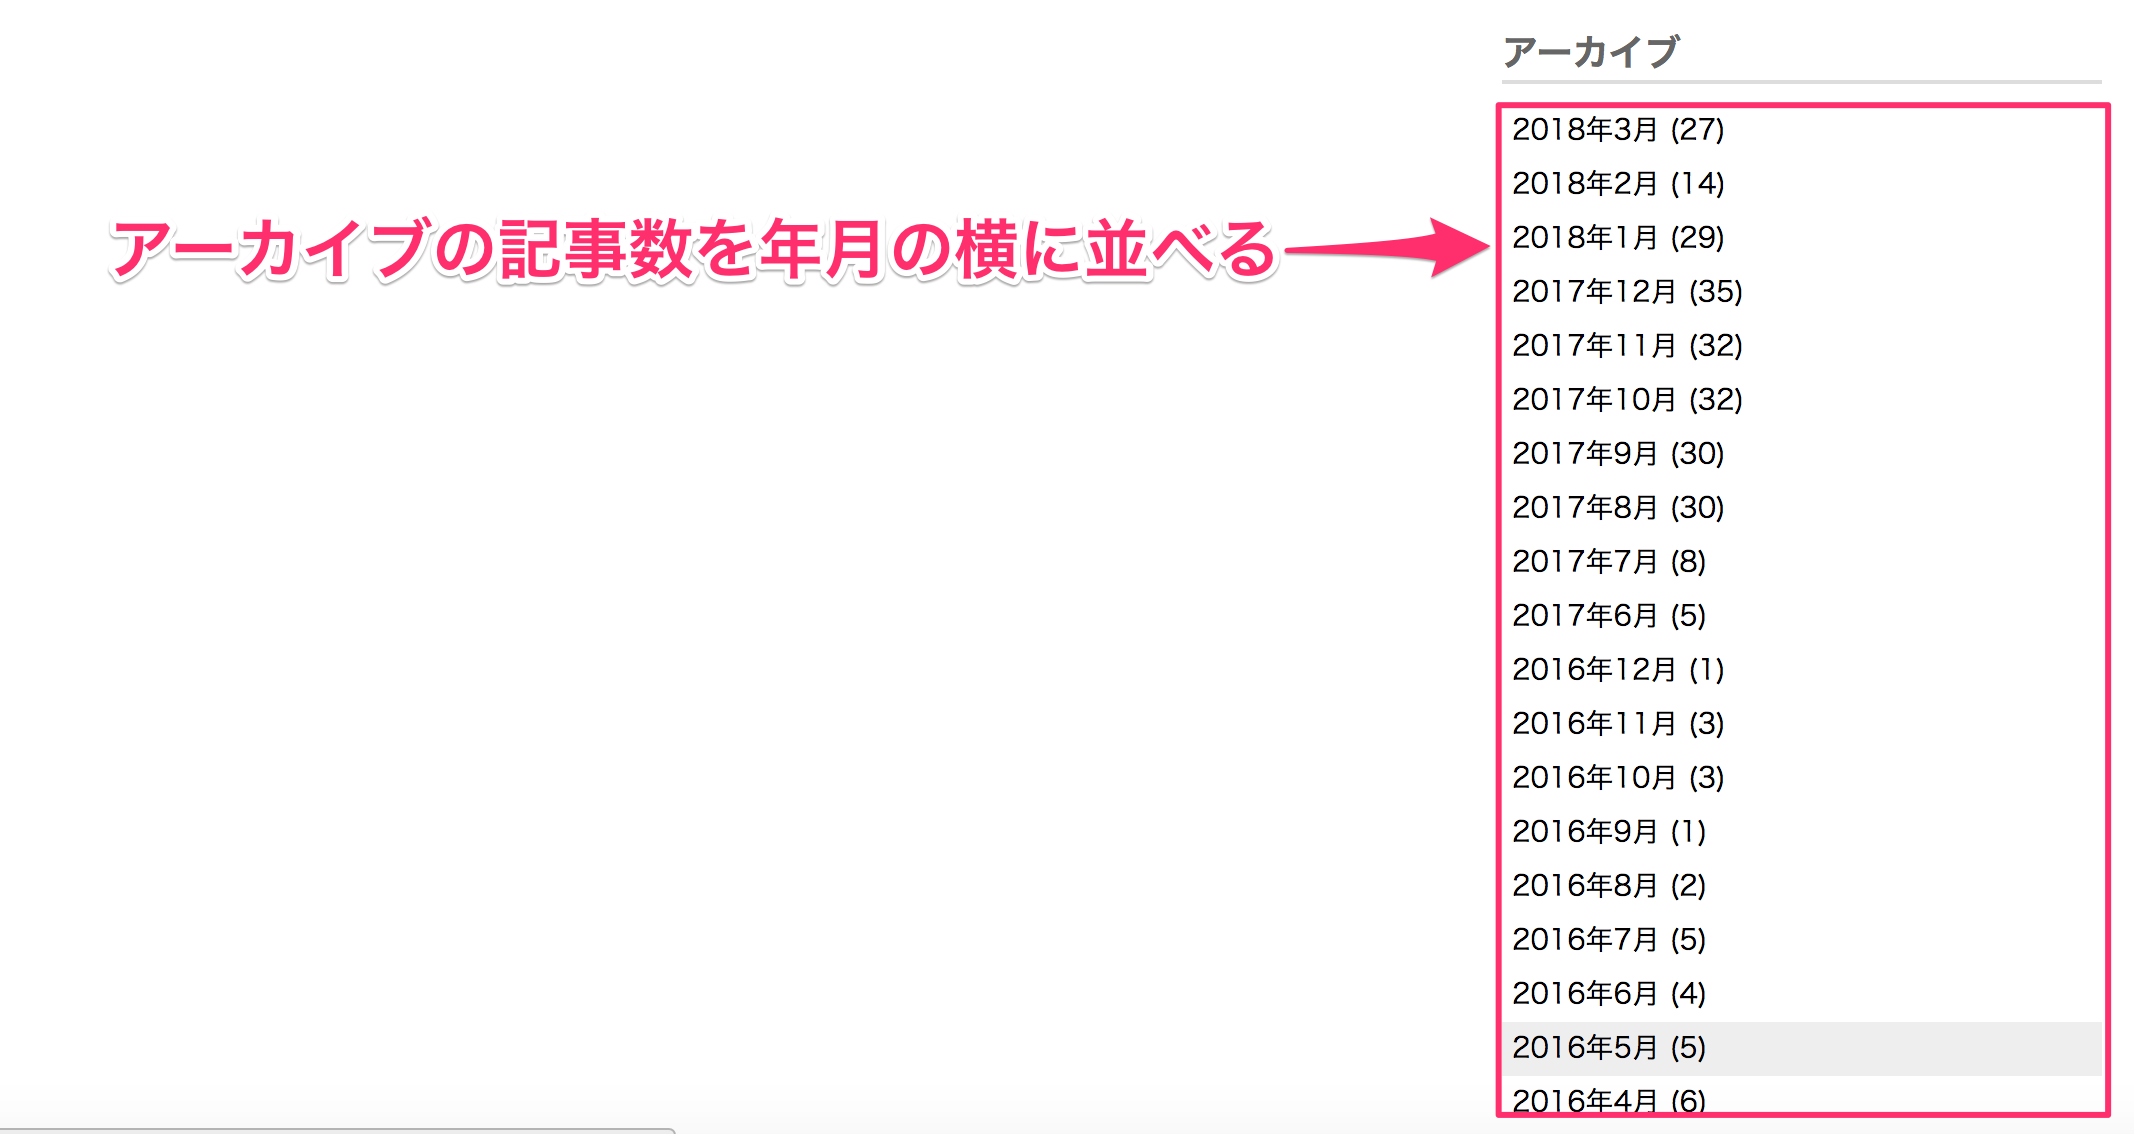 アーカイブ
アーカイブの記事数を年月の横に並べる
2018年3月 (27)
2018年2月 (14)
2018年1月 (29)
2017年12月 (35)
2017年11月 (32)
2017年10月 (32)
2017年9月 (30)
2017年8月 (30)
2017年7月 (8)
2017年6月 (5)
2016年12月 (1)
2016年11月 (3)
2016年10月 (3)
2016年9月 (1)
2016年8月 (2)
2016年7月 (5)
2016年6月 (4)
2016年5月 (5)
2016年4月 (6)